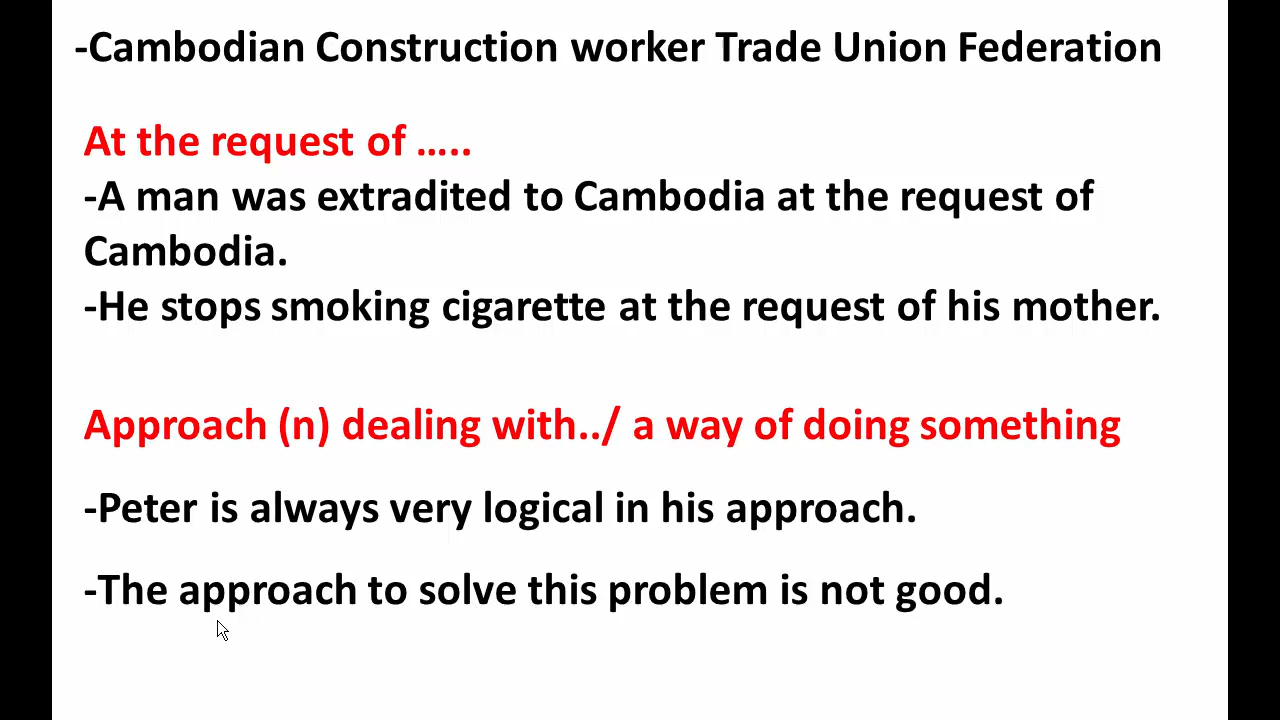 -Cambodian Construction worker Trade Union Federation
At the request of .....
-A man was extradited to Cambodia at the request of
Cambodia.
-He stops smoking cigarette at the request of his mother.
Approach (n) dealing with../ a way of doing something
-Peter is always very logical in his approach.
-The approach to solve this problem is not good.